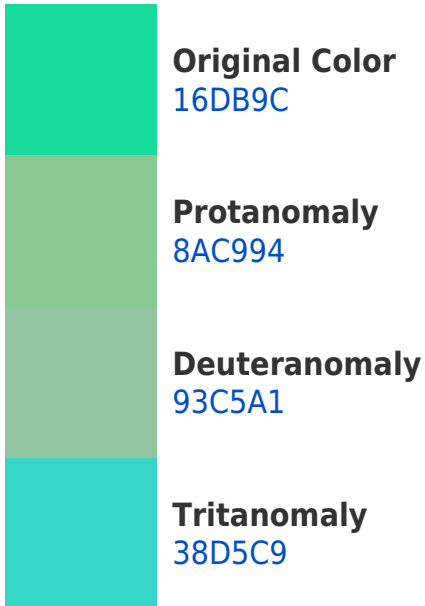 Original Color
16DB9C
Protanomaly
8AC994
Deuteranomaly
93C5A1
Tritanomaly
38D5C9